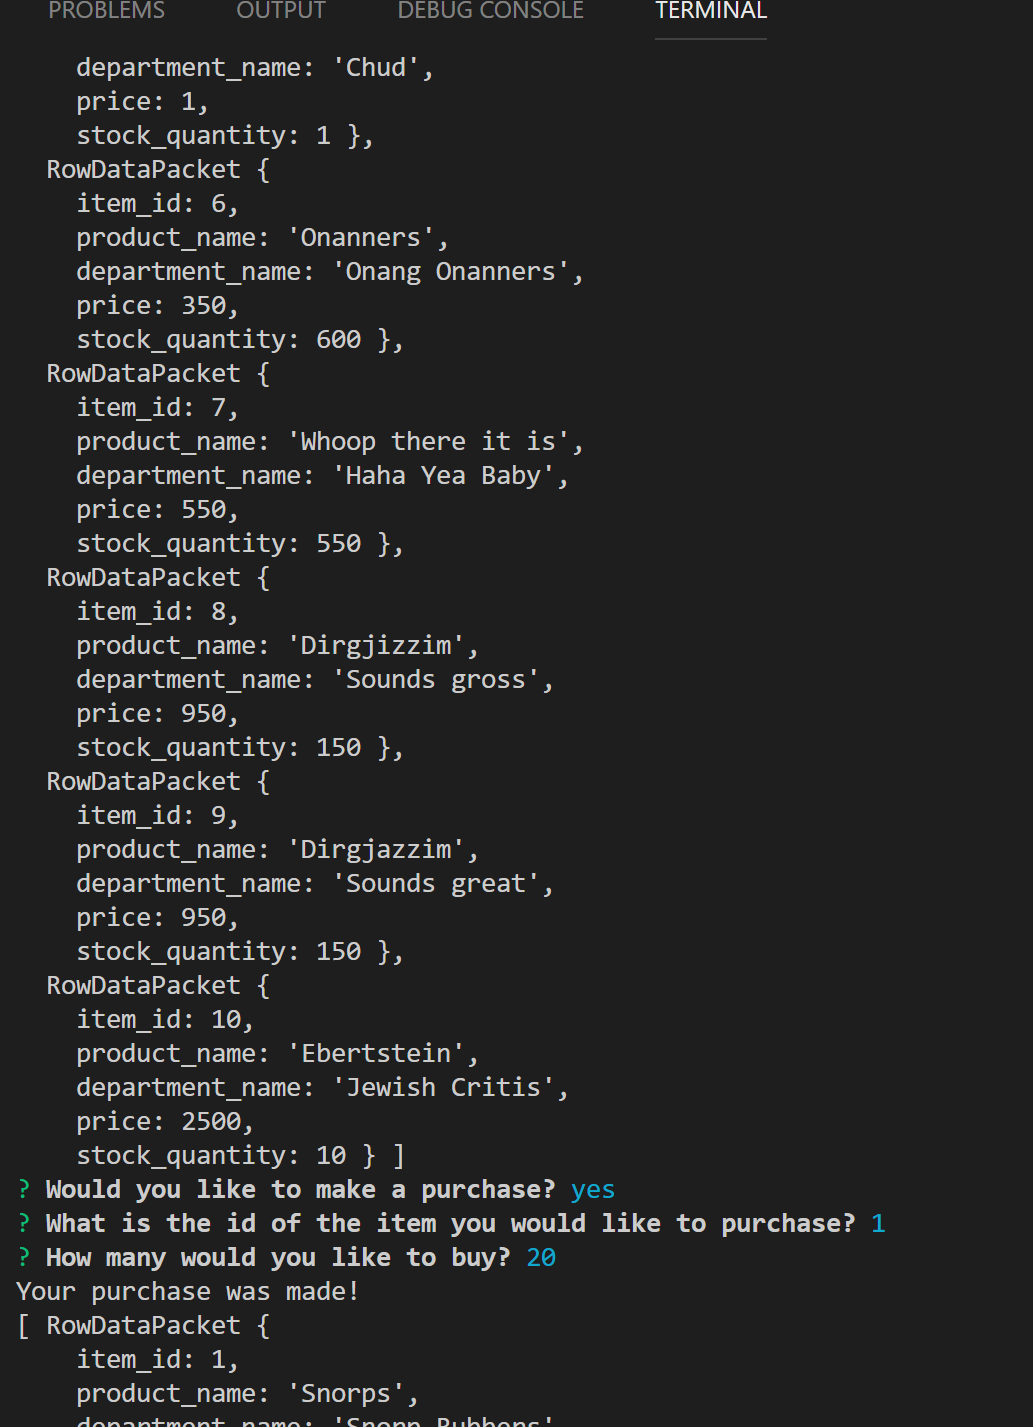 PROBLEMS OUTPUT DEBUG CONSOLE TERMINAL
department_name: 'Chud',
price: 1,
stock_quantity: 1 },
RowDataPacket {
item_id: 6,
product_name: 'Onanners',
department_name: 'Onang Onanners',
price: 350,
stock_quantity: 600 },
RowDataPacket {
item_id: 7,
product_name: 'Whoop there it is',
department_name: 'Haha Yea Baby',
price: 550,
stock_quantity: 550 },
RowDataPacket {
item_id: 8,
product_name: 'Dirgjizzim',
department_name: 'Sounds gross',
price: 950,
stock_quantity: 150 },
RowDataPacket {
item_id: 9,
product_name: 'Dirgjazzim',
department_name: 'Sounds great',
price: 950,
stock_quantity: 150 },
RowDataPacket {
item_id: 10,
product_name: 'Ebertstein',
department_name: 'Jewish Critis',
price: 2500,
stock_quantity: 10 } ]
? Would you like to make a purchase? yes
? What is the id of the item you would like to purchase? 1
? How many would you like to buy? 20
Your purchase was made!
[ RowDataPacket {
item_id: 1,
product_name: 'Snorps',
department_name: 'Snorp